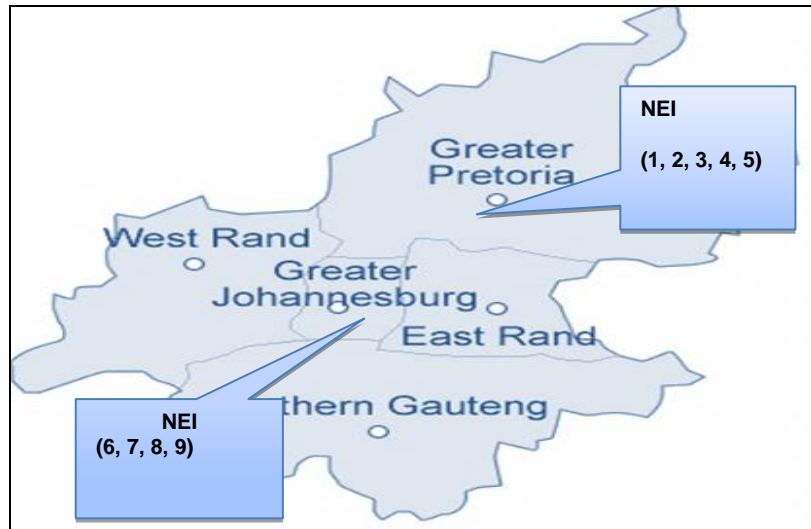 NEI
(1, 2, 3, 4, 5)
Greater
Pretoria
West Rand
Greater
Johannesburg
East Rand
NEI
(6, 7, 8, 9)
thern Gauteng